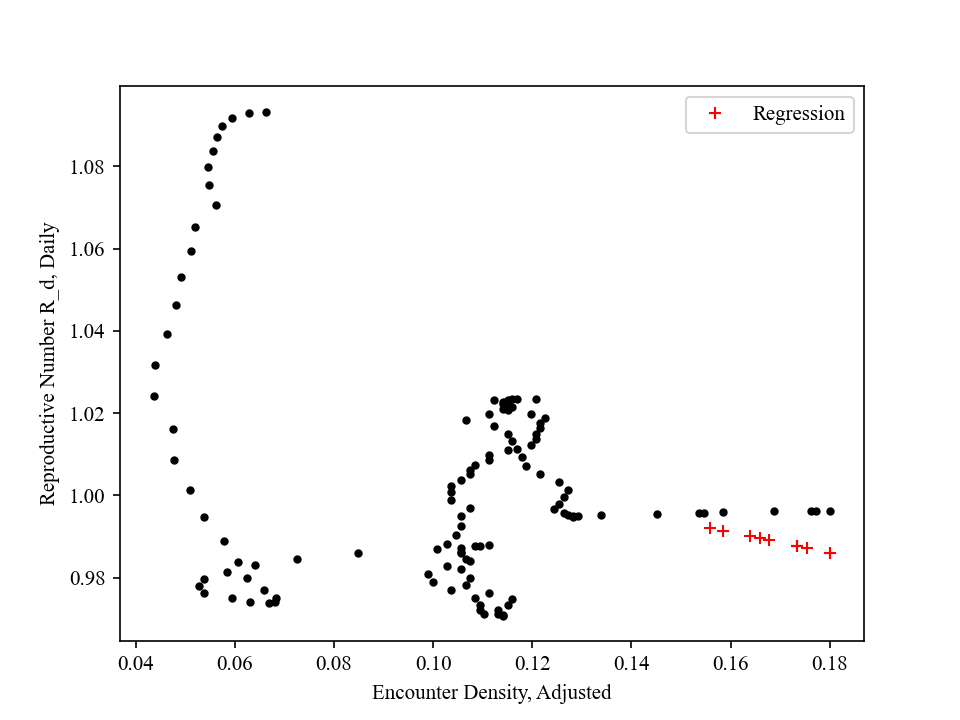 Regression
1.08
1.06
1.04
1.02
1.00
0.98
Reproductive Number R_d, Daily
0.04 0.06 0.08 0.10 0.12 0.14 0.16 0.18
Encounter Density, Adjusted